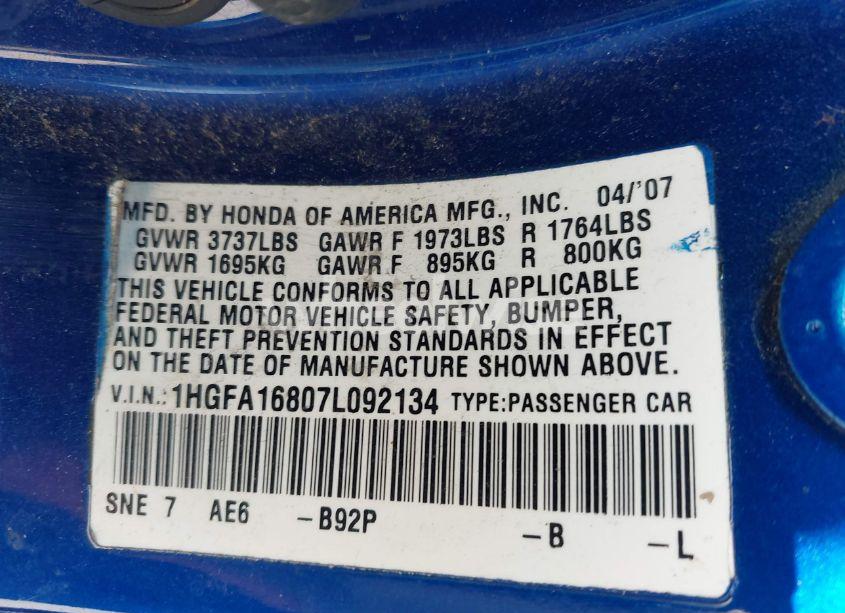 MFD. BY HONDA OF AMERICA MFG., INC. 04/'07
GVWR 3737LBS GAWR F 1973LBS R 1764LBS
GVWR 1695KG GAWR F 895KG R 800KG
THIS VEHICLE CONFORMS TO ALL APPLICABLE
FEDERAL MOTOR VEHICLE SAFETY, BUMPER,
AND THEFT PREVENTION STANDARDS IN EFFECT
ON THE DATE OF MANUFACTURE SHOWN ABOVE.
V.I.N.: 1HGFA16807L092134 TYPE:PASSENGER CAR
SNE 7 AE6 -B92P -B -L